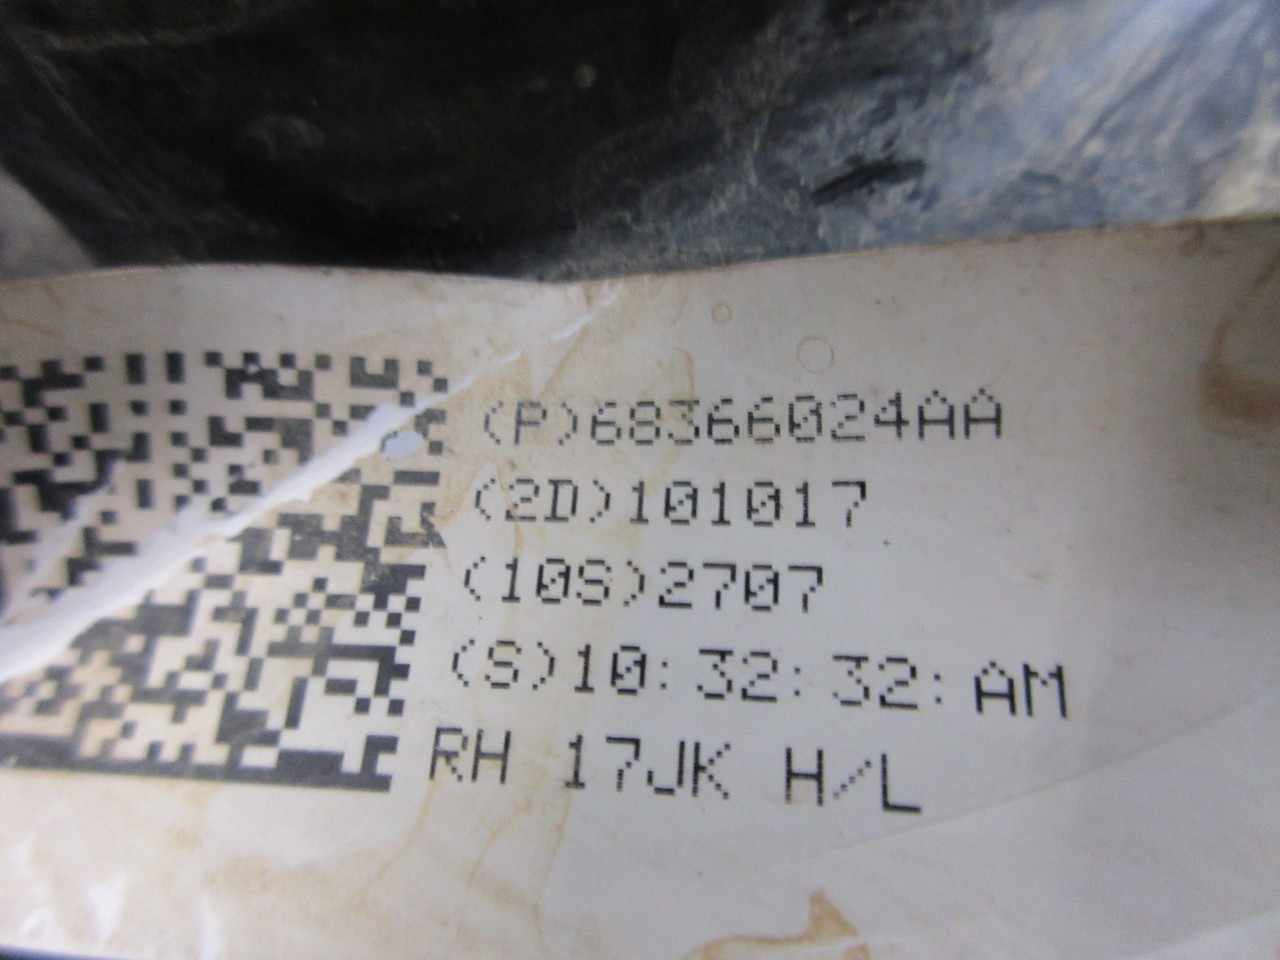 (P)68366024AA
(2D)101017
(10S)2707
(S)10:32:32:AM
RH 17JK H/L